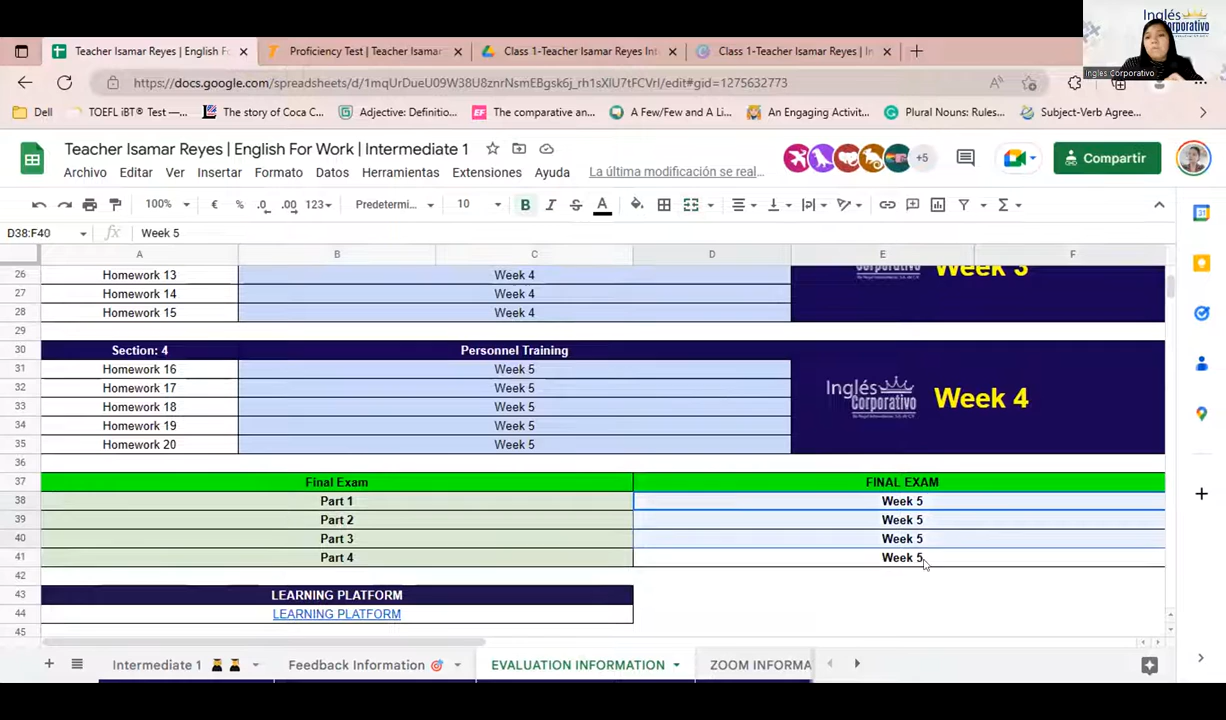 Inglés
Corporativo
Ingles Corporativo
Teacher Isamar Reyes | English F
Proficiency Test | Teacher Isamar
Class 1-Teacher Isamar Reyes Int
Class 1-Teacher Isamar Reyes | In
https://docs.google.com/spreadsheets/d/1mqUrDueU09W38U8znrNsmEBgsk6j_rh1sXlU7tFCVrI/edit#gid=1275632773
Dell
TOEFL iBT® Test —...
The story of Coca C...
Adjective: Definitio...
The comparative an...
A Few/Few and A Li...
An Engaging Activit...
Plural Nouns: Rules...
Subject-Verb Agree...
Teacher Isamar Reyes | English For Work | Intermediate 1
+5
Compartir
Archivo Editar Ver Insertar Formato Datos Herramientas Extensiones Ayuda
La última modificación se real...
100% € % .0 .00 123 Predetermi... 10 B I S A
D38:F40
fx
Week 5
A B C D E F
26 Homework 13 Week 4
Corporativo Week 3
27 Homework 14 Week 4
28 Homework 15 Week 4
29
30 Section: 4 Personnel Training
31 Homework 16 Week 5
32 Homework 17 Week 5
Inglés
Corporativo
Week 4
33 Homework 18 Week 5
34 Homework 19 Week 5
35 Homework 20 Week 5
36
37 Final Exam FINAL EXAM
38 Part 1 Week 5
39 Part 2 Week 5
40 Part 3 Week 5
41 Part 4 Week 5
42
43 LEARNING PLATFORM
44 LEARNING PLATFORM
45
Intermediate 1
Feedback Information
EVALUATION INFORMATION
ZOOM INFORMA